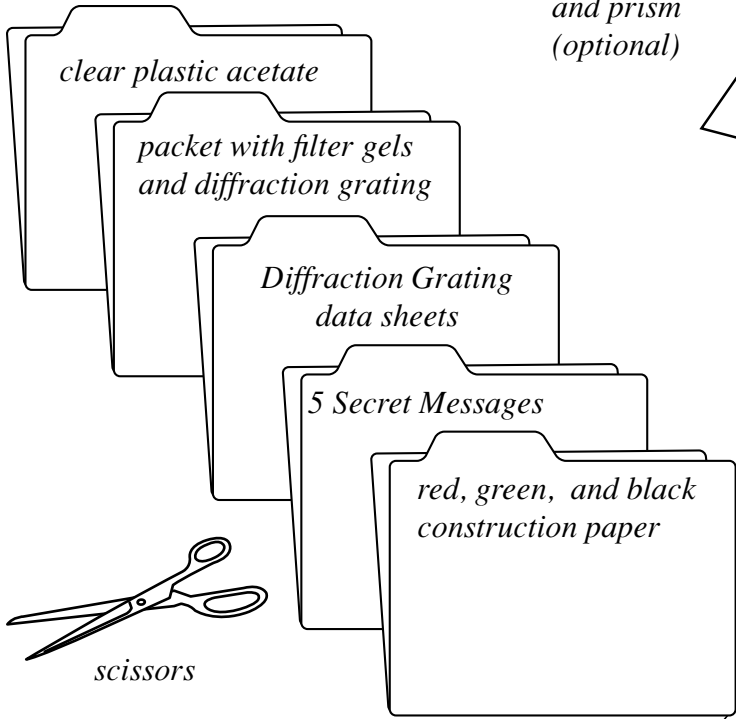 and prism
(optional)
clear plastic acetate
packet with filter gels
and diffraction grating
Diffraction Grating
data sheets
5 Secret Messages
red, green, and black
construction paper
scissors